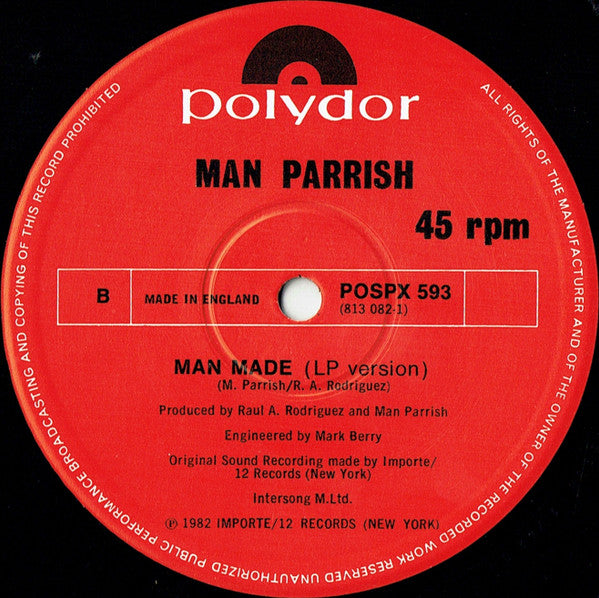 polydor
MAN PARRISH
45 rpm
B
MADE IN ENGLAND
POSPX 593
(813 082-1)
MAN MADE (LP version)
(M. Parrish/R. A. Rodriguez)
Produced by Raul A. Rodriguez and Man Parrish
Engineered by Mark Berry
Original Sound Recording made by Importe/
12 Records (New York)
Intersong M.Ltd.
℗ 1982 IMPORTE/12 RECORDS (NEW YORK)
ALL RIGHTS OF THE MANUFACTURER AND OF THE OWNER OF THE RECORDED WORK RESERVED UNAUTHORIZED PUBLIC PERFORMANCE BROADCASTING AND COPYING OF THIS RECORD PROHIBITED